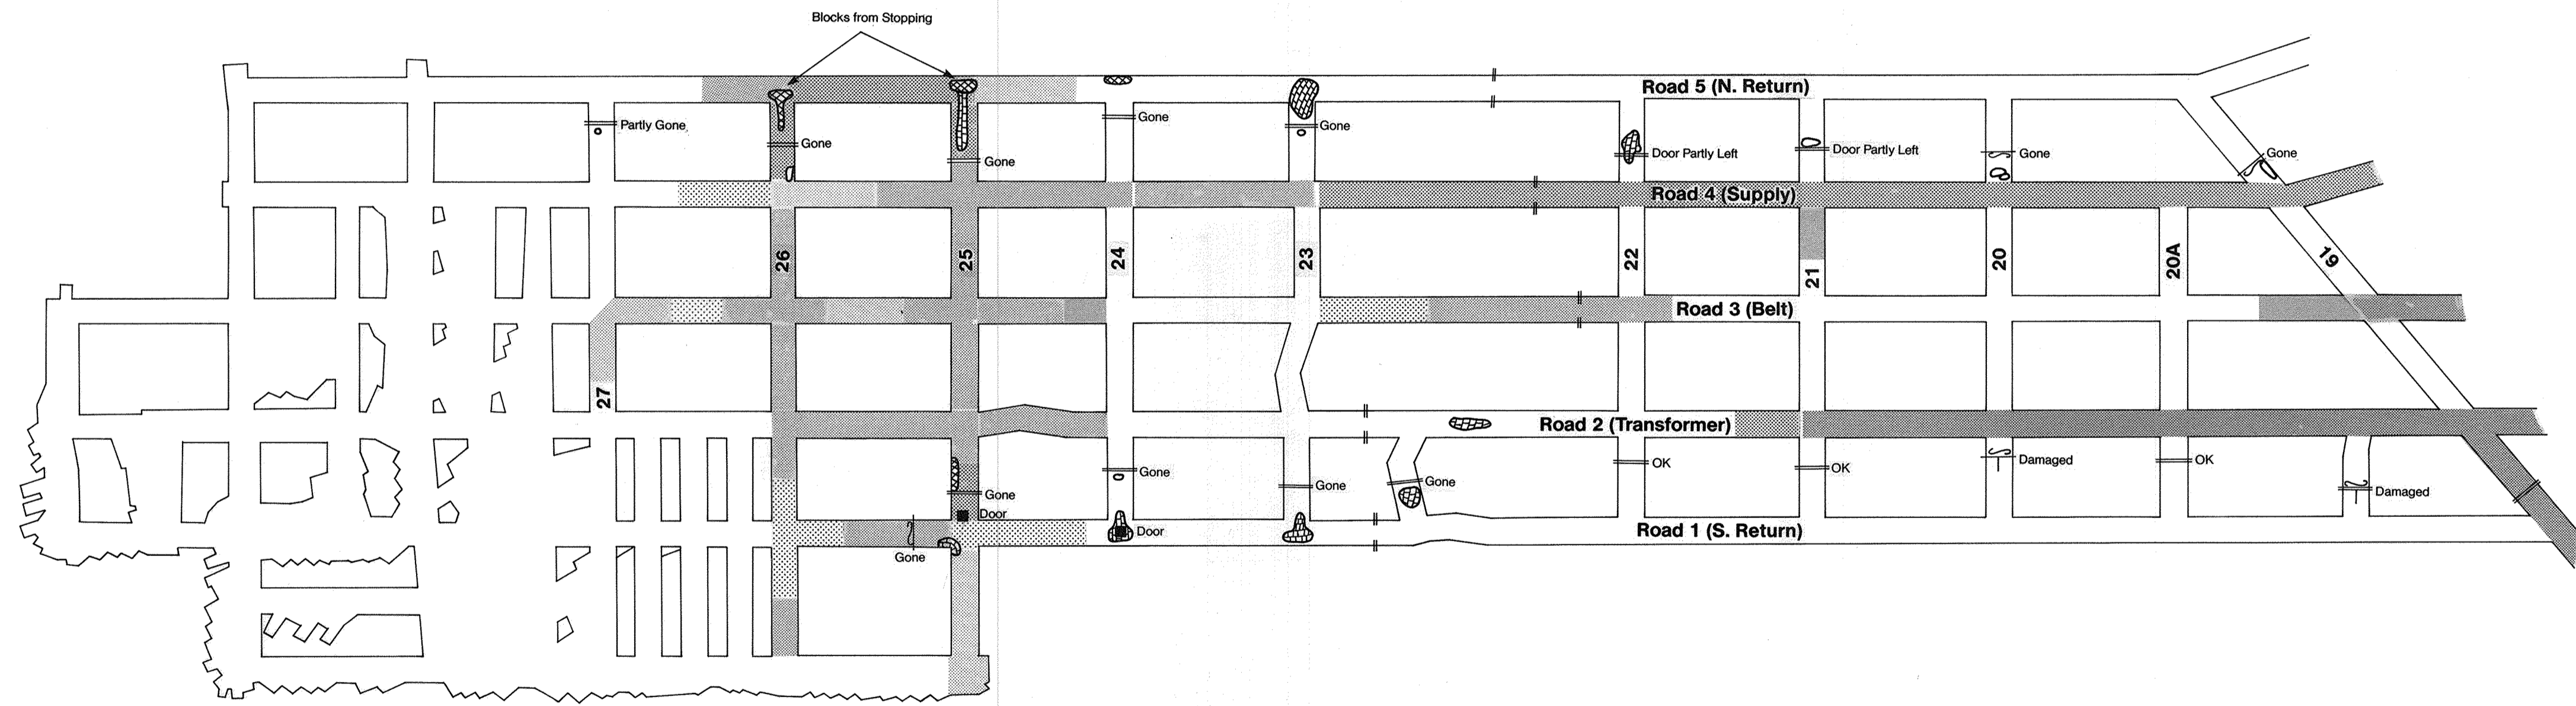 Blocks from Stopping
Road 5 (N. Return)
Partly Gone
Gone
Gone
Gone
Gone
Door Partly Left
Door Partly Left
Gone
Gone
Road 4 (Supply)
26
25
24
23
22
21
20
20A
19
Road 3 (Belt)
27
Road 2 (Transformer)
Gone
Gone
Gone
Gone
OK
OK
Damaged
OK
Damaged
Door
Door
Gone
Road 1 (S. Return)